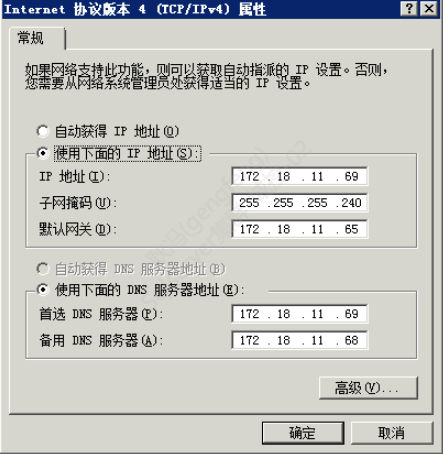 Internet 协议版本 4 (TCP/IPv4) 属性
常规
如果网络支持此功能，则可以获取自动指派的 IP 设置。否则，
您需要从网络系统管理员处获得适当的 IP 设置。
自动获得 IP 地址(O)
使用下面的 IP 地址(S):
IP 地址(I): 172 . 18 . 11 . 69
子网掩码(U): 255 . 255 . 255 . 240
默认网关(D): 172 . 18 . 11 . 65
自动获得 DNS 服务器地址(B)
使用下面的 DNS 服务器地址(E):
首选 DNS 服务器(P): 172 . 18 . 11 . 69
备用 DNS 服务器(A): 172 . 18 . 11 . 68
高级(V)...
确定 取消